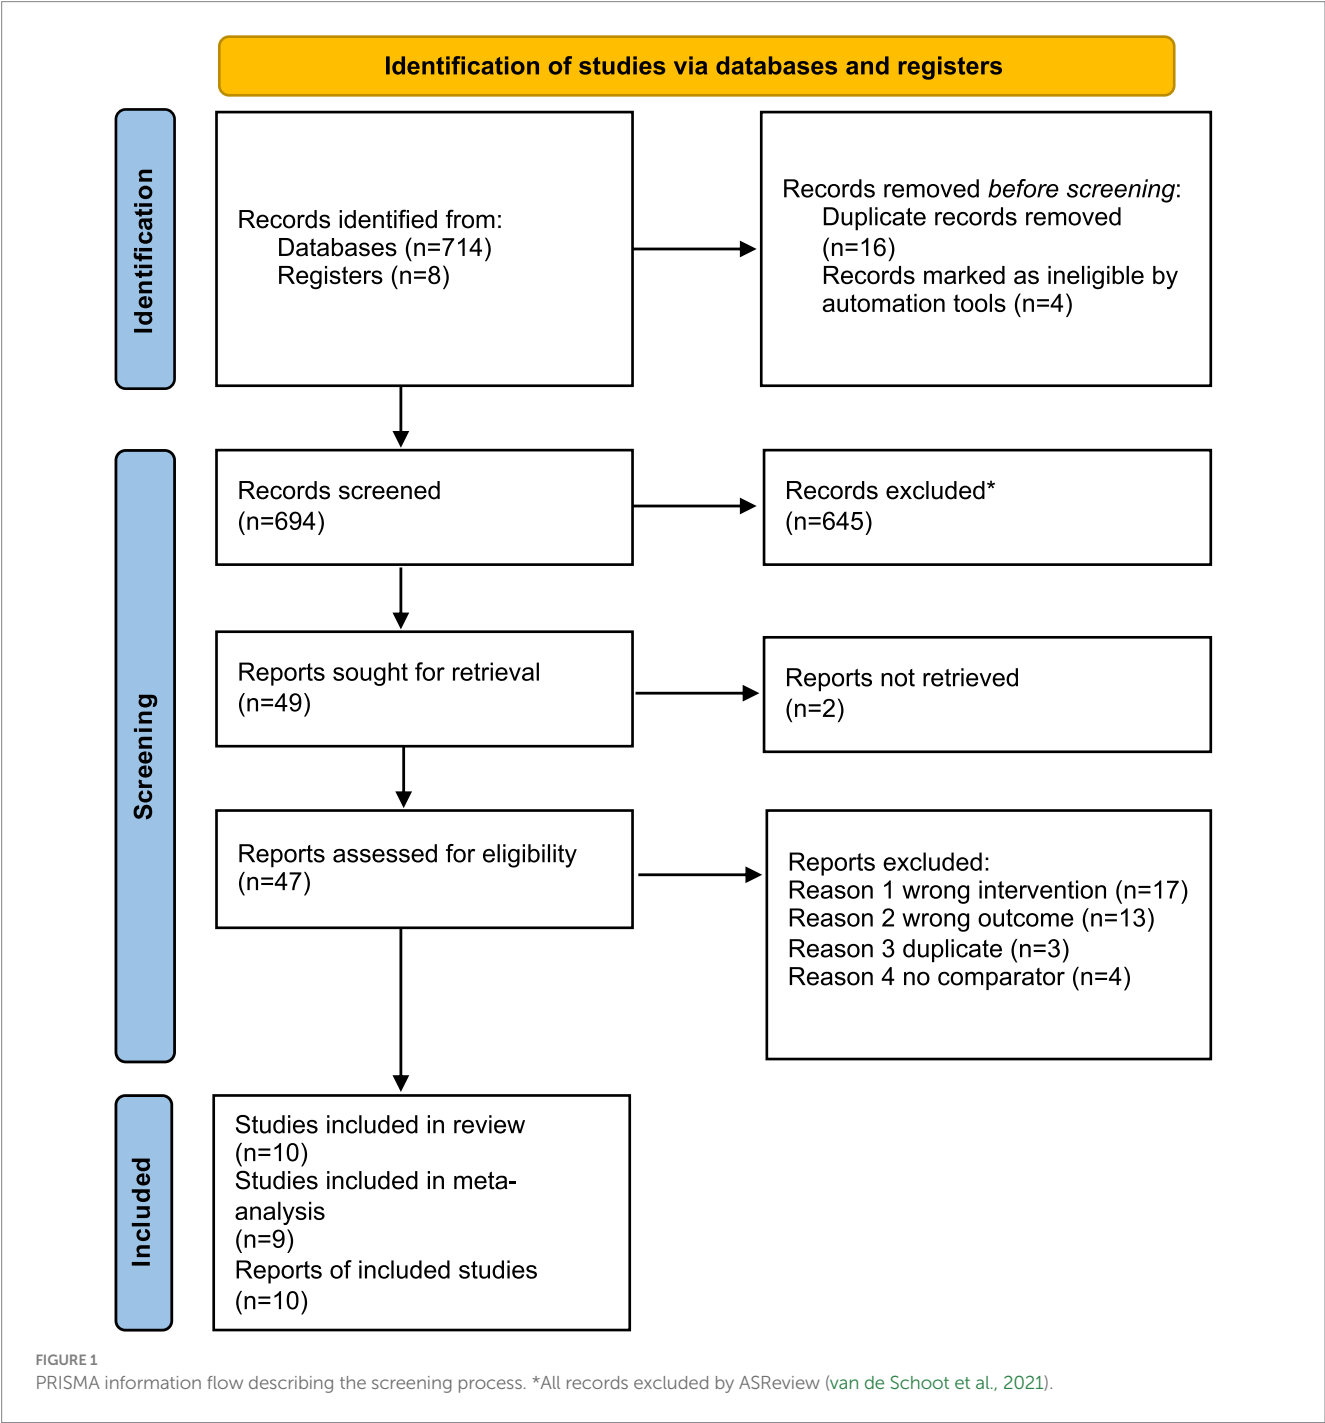 Identification of studies via databases and registers
Identification
Records identified from:
Databases (n=714)
Registers (n=8)
Records removed before screening:
Duplicate records removed
(n=16)
Records marked as ineligible by
automation tools (n=4)
Screening
Records screened
(n=694)
Records excluded*
(n=645)
Reports sought for retrieval
(n=49)
Reports not retrieved
(n=2)
Reports assessed for eligibility
(n=47)
Reports excluded:
Reason 1 wrong intervention (n=17)
Reason 2 wrong outcome (n=13)
Reason 3 duplicate (n=3)
Reason 4 no comparator (n=4)
Included
Studies included in review
(n=10)
Studies included in meta-
analysis
(n=9)
Reports of included studies
(n=10)
FIGURE 1
PRISMA information flow describing the screening process. *All records excluded by ASReview (van de Schoot et al., 2021).